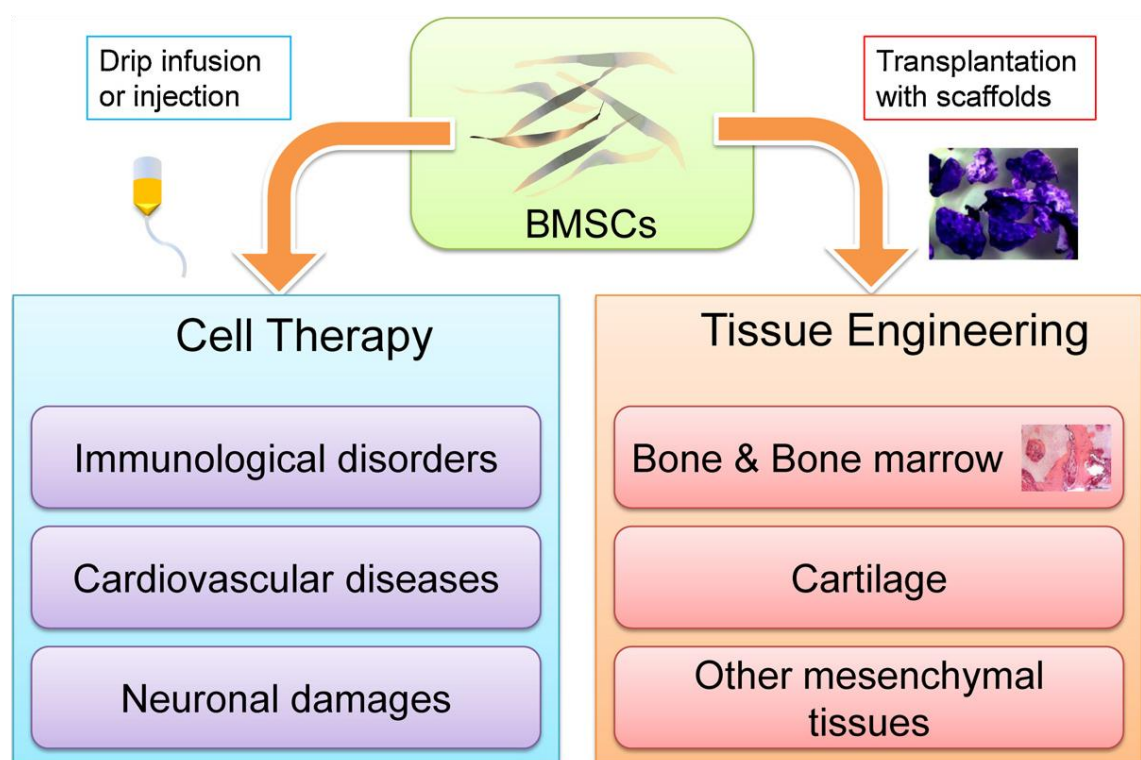 Drip infusion
or injection
BMSCs
Transplantation
with scaffolds
Cell Therapy
Immunological disorders
Cardiovascular diseases
Neuronal damages
Tissue Engineering
Bone & Bone marrow
Cartilage
Other mesenchymal
tissues